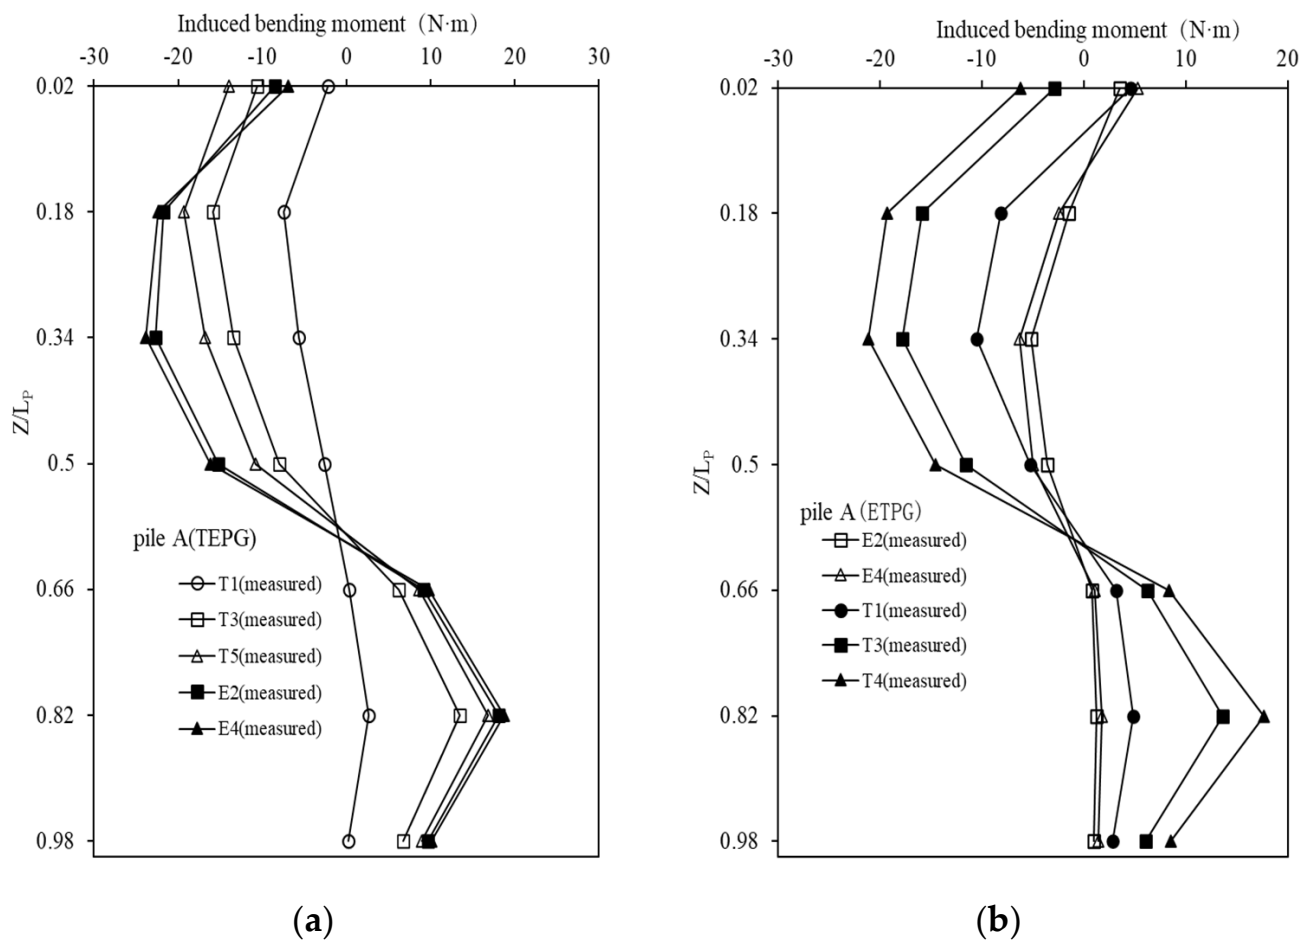 Induced bending moment（N·m）
-30 -20 -10 0 10 20 30
0.02
0.18
0.34
0.5
0.66
0.82
0.98
Z/LP
pile A(TEPG)
T1(measured)
T3(measured)
T5(measured)
E2(measured)
E4(measured)
(a)
Induced bending moment（N·m）
-30 -20 -10 0 10 20
0.02
0.18
0.34
0.5
0.66
0.82
0.98
Z/LP
pile A(ETPG)
E2(measured)
E4(measured)
T1(measured)
T3(measured)
T4(measured)
(b)